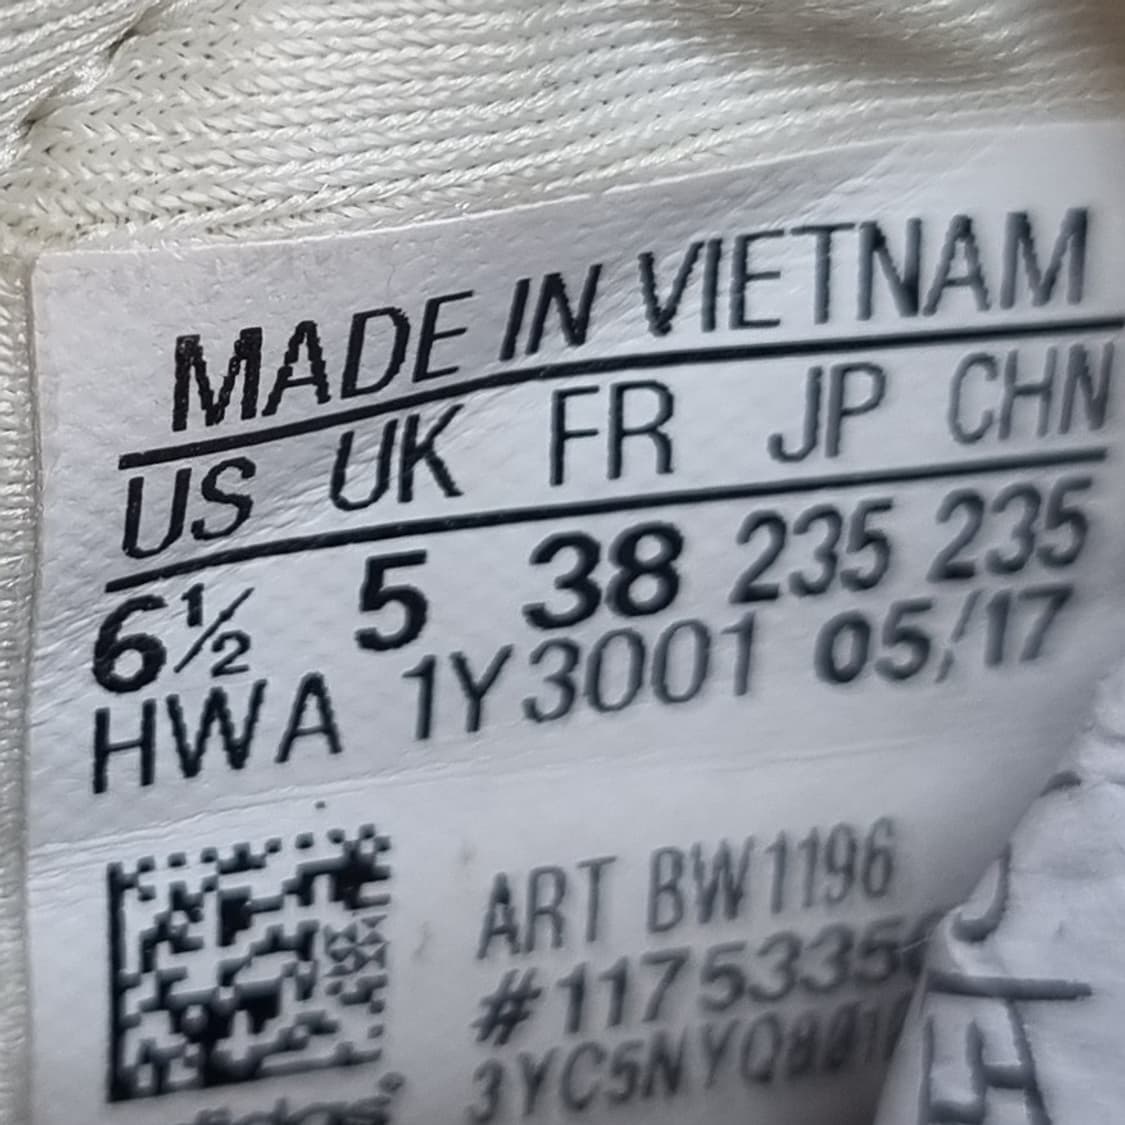 MADE IN VIETNAM
US UK FR JP CHN
6½ 5 38 235 235
HWA 1Y3001 05/17
ART BW1196